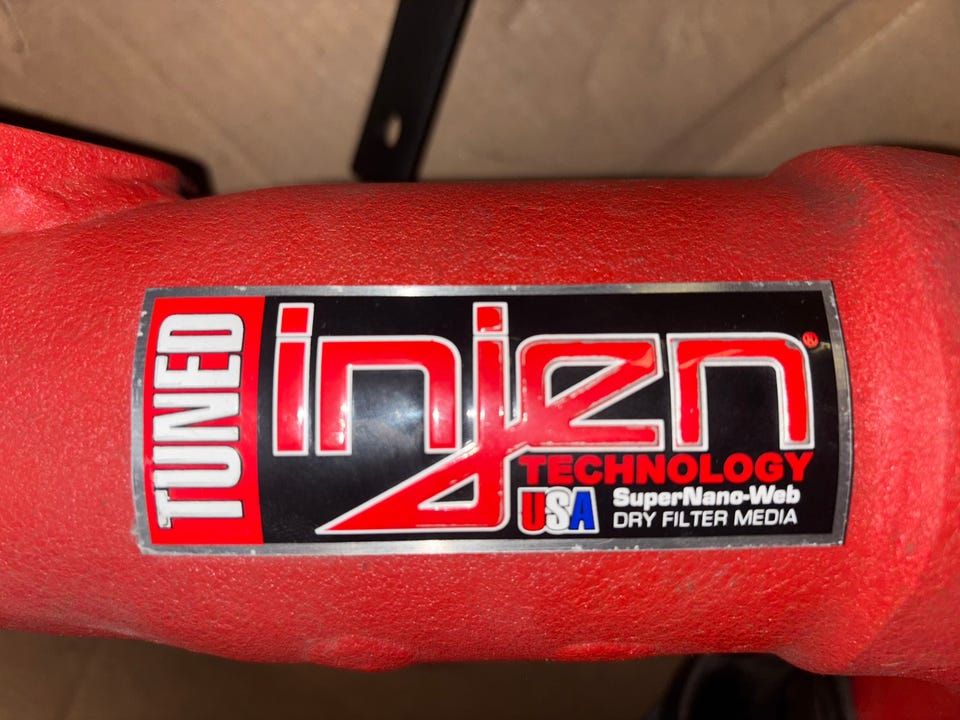 TUNED
injen®
TECHNOLOGY
USA
SuperNano-Web
DRY FILTER MEDIA